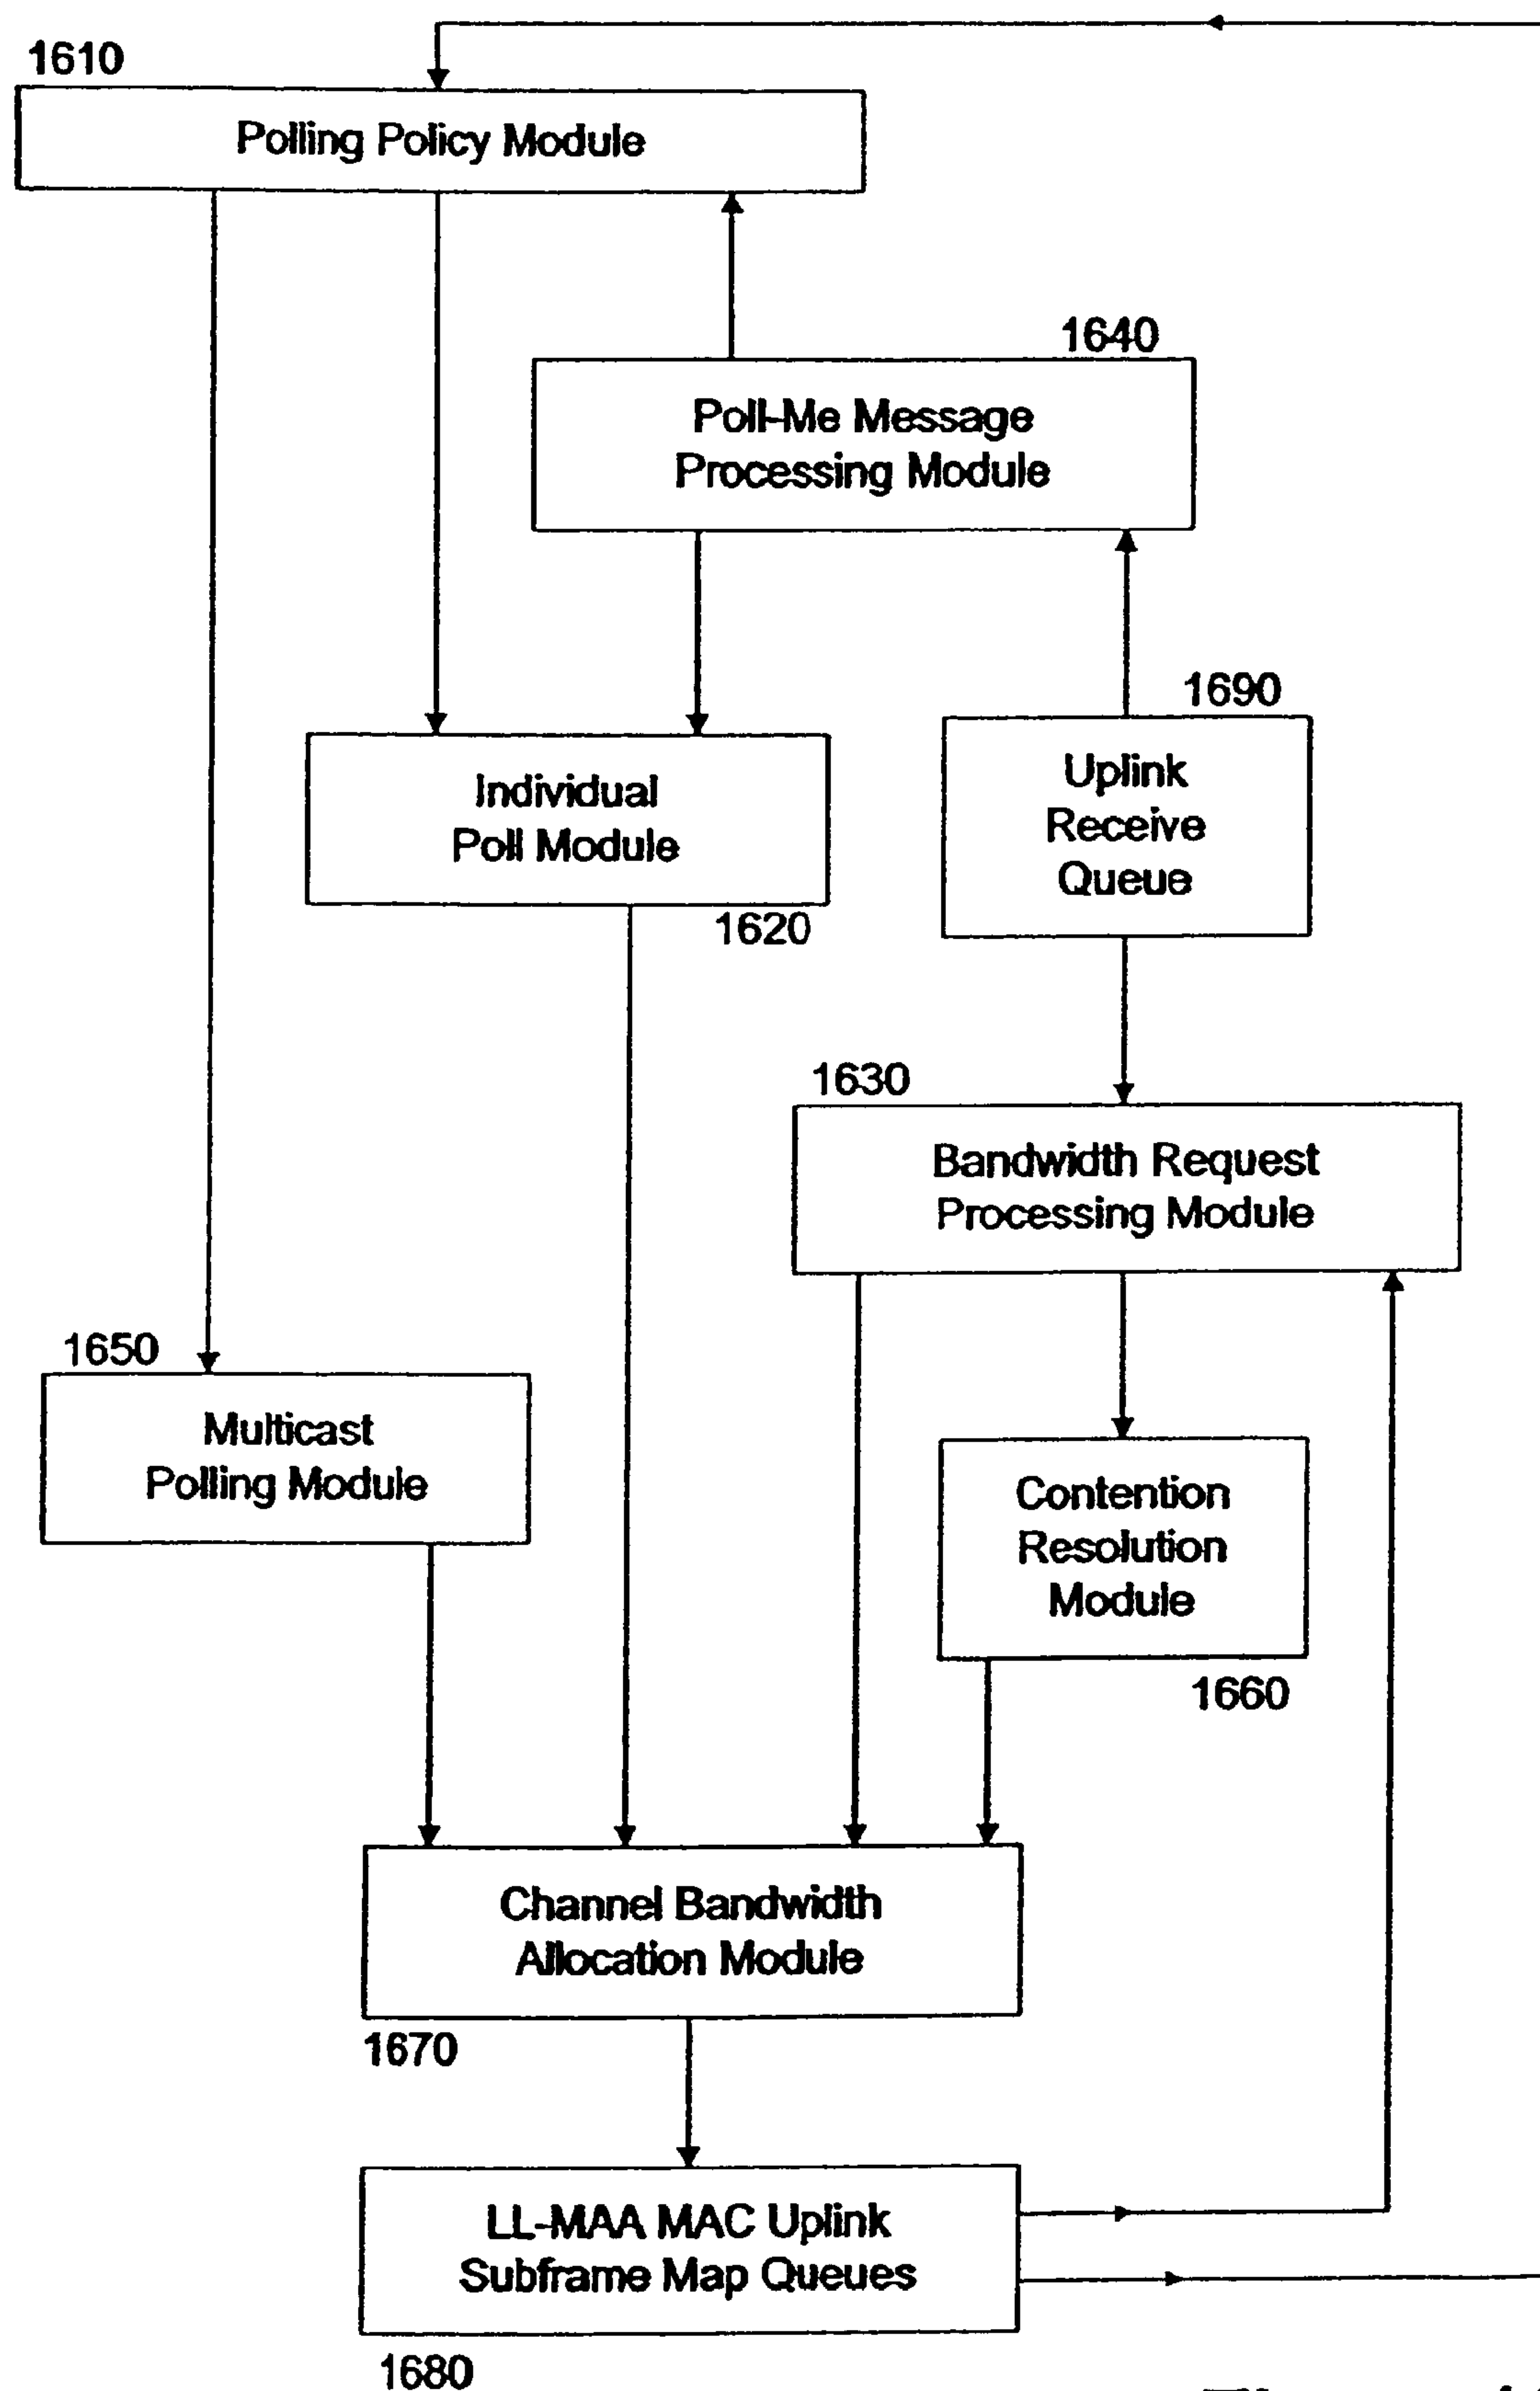 1610
Polling Policy Module
1640
Poll-Me Message
Processing Module
1690
Uplink
Receive
Queue
Individual
Poll Module
1620
1630
Bandwidth Request
Processing Module
1650
Multicast
Polling Module
Contention
Resolution
Module
1660
Channel Bandwidth
Allocation Module
1670
LL-MAA MAC Uplink
Subframe Map Queues
1680